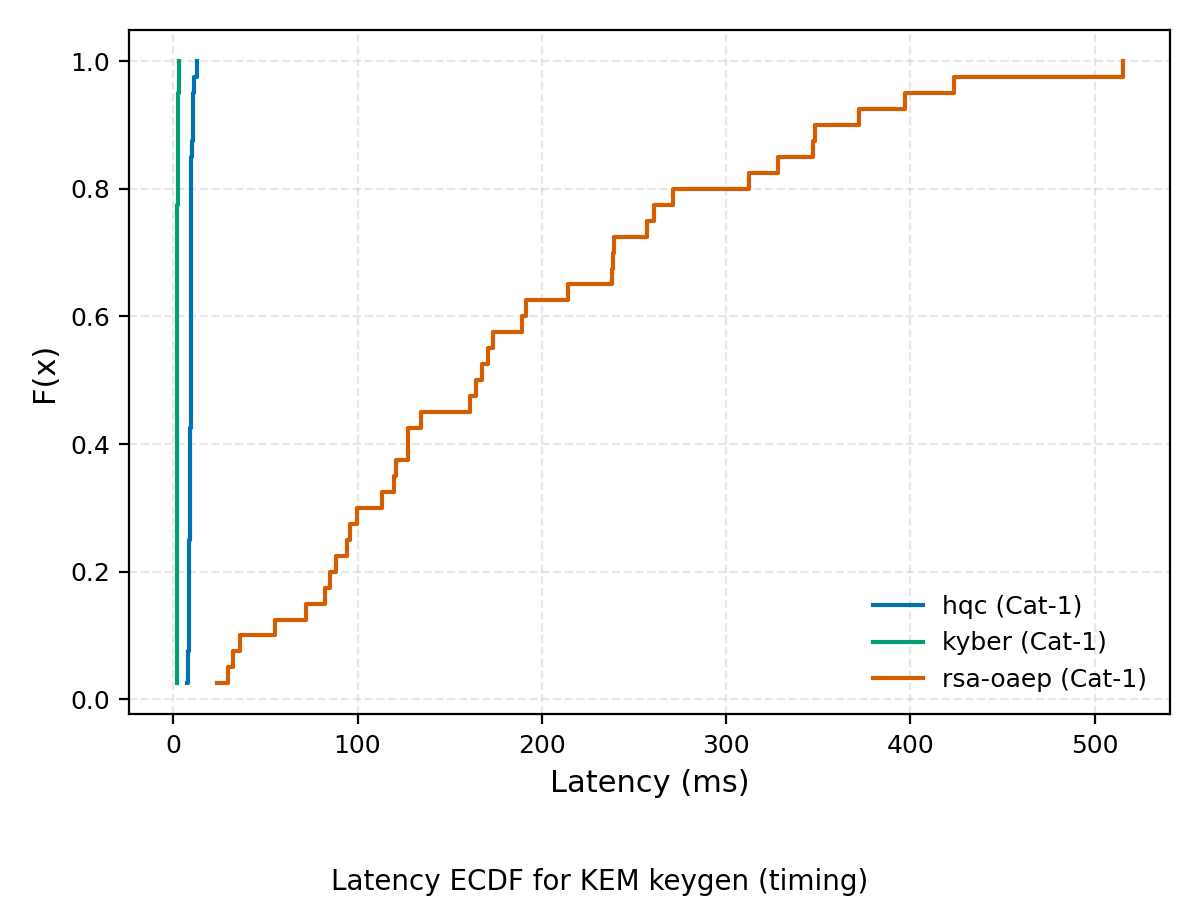 1.0
0.8
0.6
0.4
0.2
0.0
F(x)
hqc (Cat-1)
kyber (Cat-1)
rsa-oaep (Cat-1)
0 100 200 300 400 500
Latency (ms)
Latency ECDF for KEM keygen (timing)